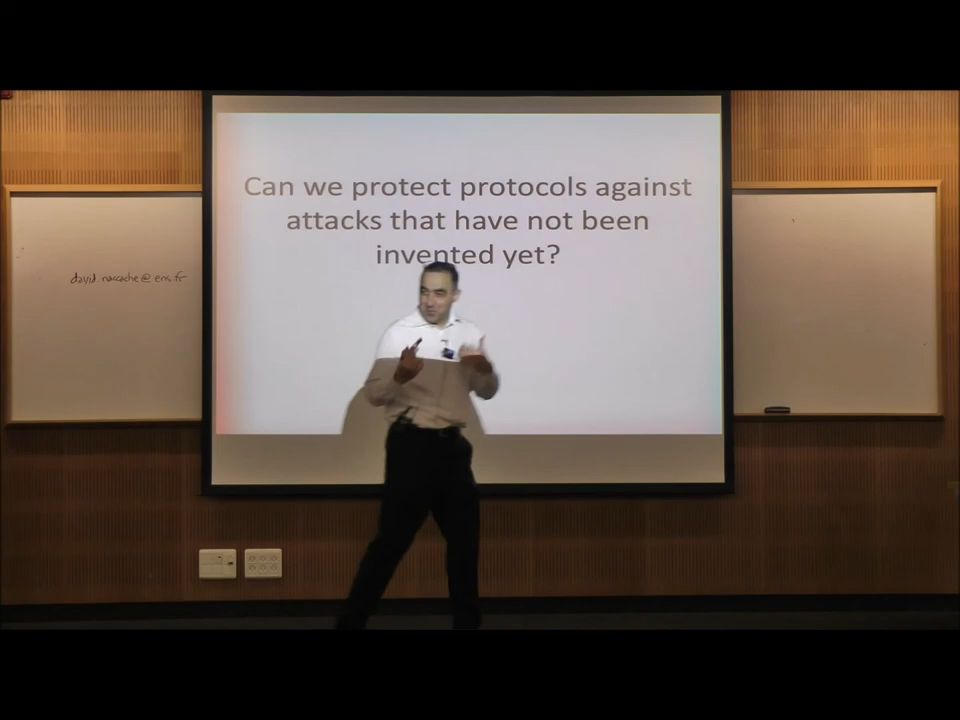 Can we protect protocols against
attacks that have not been
invented yet?
david.naccache@ens.fr